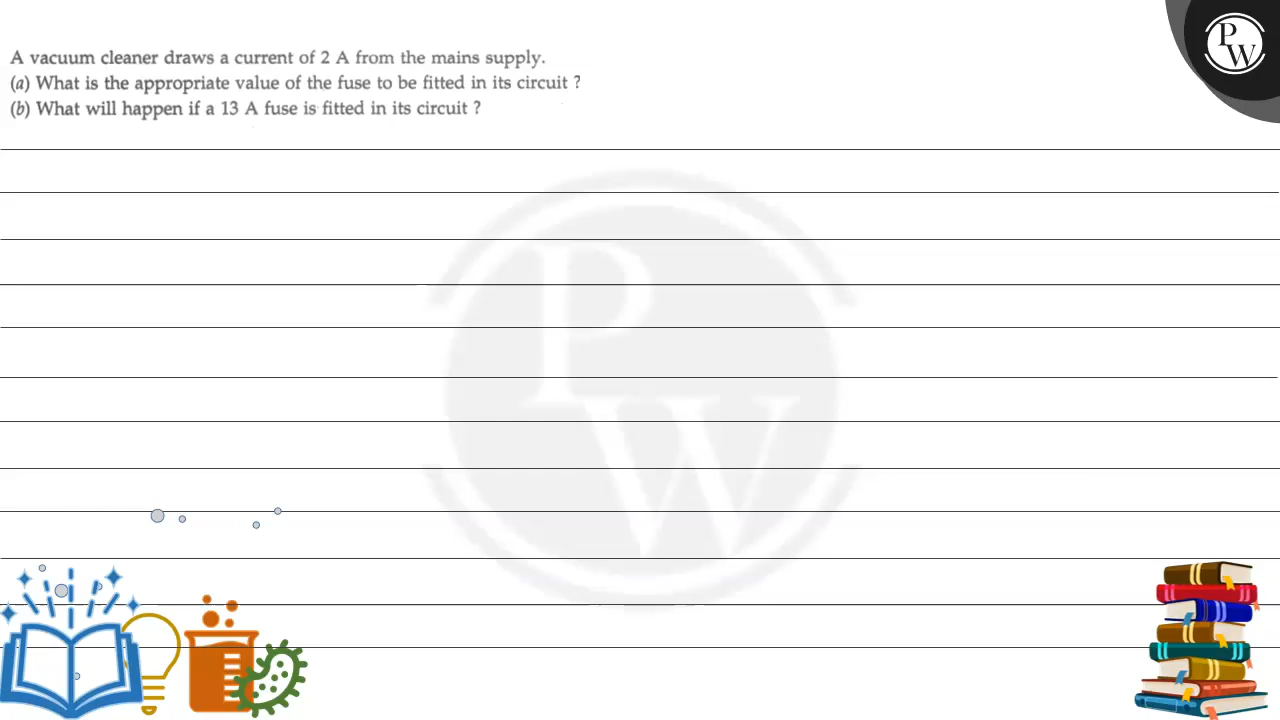 A vacuum cleaner draws a current of 2 A from the mains supply.
(a) What is the appropriate value of the fuse to be fitted in its circuit ?
(b) What will happen if a 13 A fuse is fitted in its circuit ?
P
W
P
W